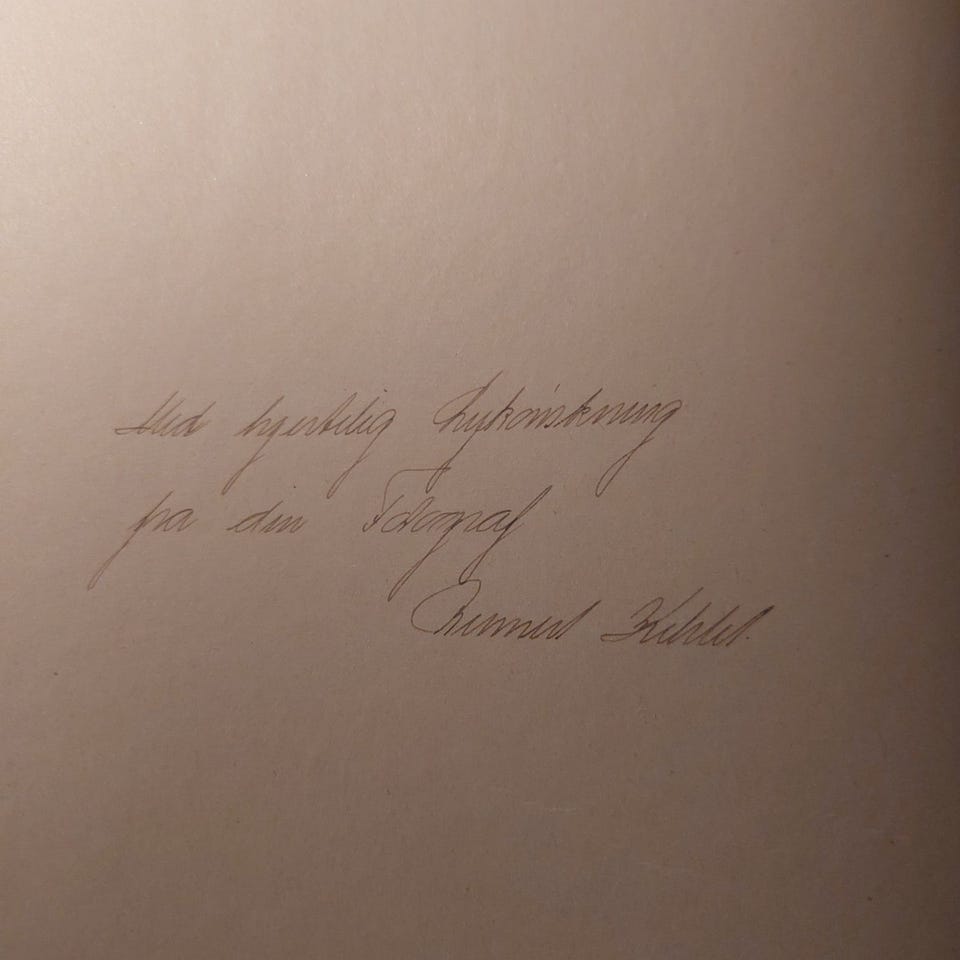 Med hjertelig Lykønskning
fra din Fotograf